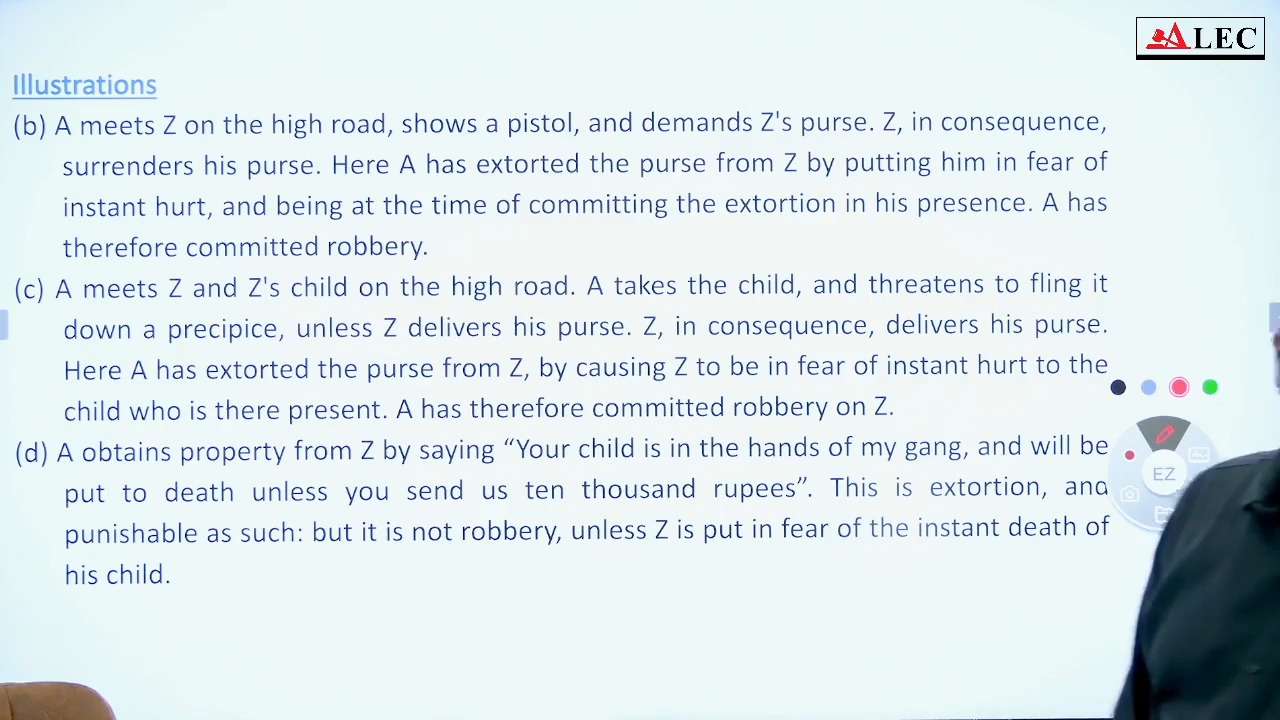 ALEC
Illustrations
(b) A meets Z on the high road, shows a pistol, and demands Z's purse. Z, in consequence,
surrenders his purse. Here A has extorted the purse from Z by putting him in fear of
instant hurt, and being at the time of committing the extortion in his presence. A has
therefore committed robbery.
(c) A meets Z and Z's child on the high road. A takes the child, and threatens to fling it
down a precipice, unless Z delivers his purse. Z, in consequence, delivers his purse.
Here A has extorted the purse from Z, by causing Z to be in fear of instant hurt to the
child who is there present. A has therefore committed robbery on Z.
(d) A obtains property from Z by saying “Your child is in the hands of my gang, and will be
put to death unless you send us ten thousand rupees”. This is extortion, and
punishable as such: but it is not robbery, unless Z is put in fear of the instant death of
his child.
EZ